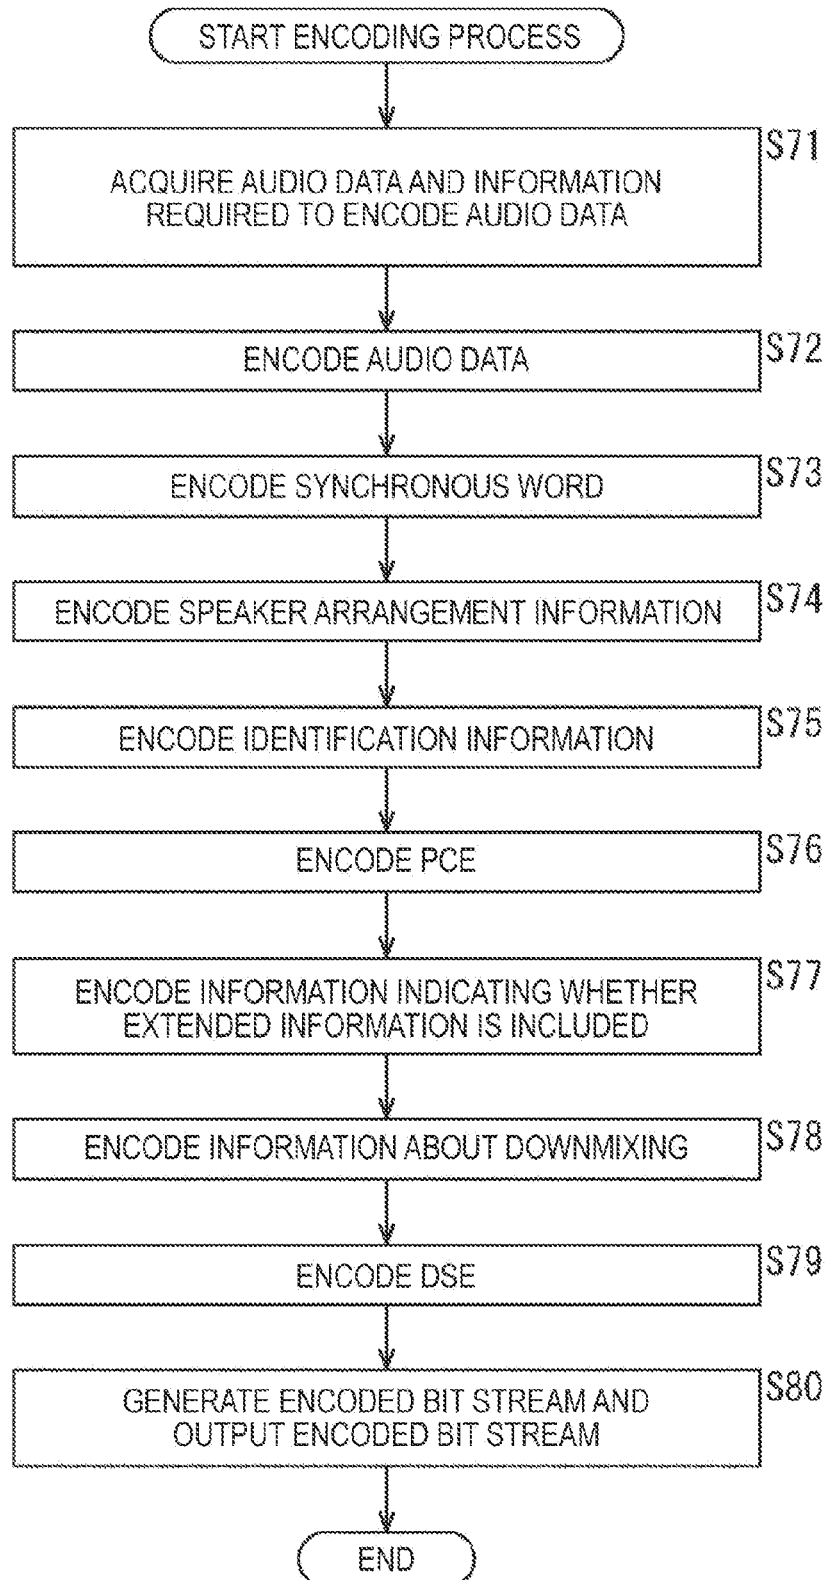 START ENCODING PROCESS
S71
ACQUIRE AUDIO DATA AND INFORMATION
REQUIRED TO ENCODE AUDIO DATA
S72
ENCODE AUDIO DATA
S73
ENCODE SYNCHRONOUS WORD
S74
ENCODE SPEAKER ARRANGEMENT INFORMATION
S75
ENCODE IDENTIFICATION INFORMATION
S76
ENCODE PCE
S77
ENCODE INFORMATION INDICATING WHETHER
EXTENDED INFORMATION IS INCLUDED
S78
ENCODE INFORMATION ABOUT DOWNMIXING
S79
ENCODE DSE
S80
GENERATE ENCODED BIT STREAM AND
OUTPUT ENCODED BIT STREAM
END